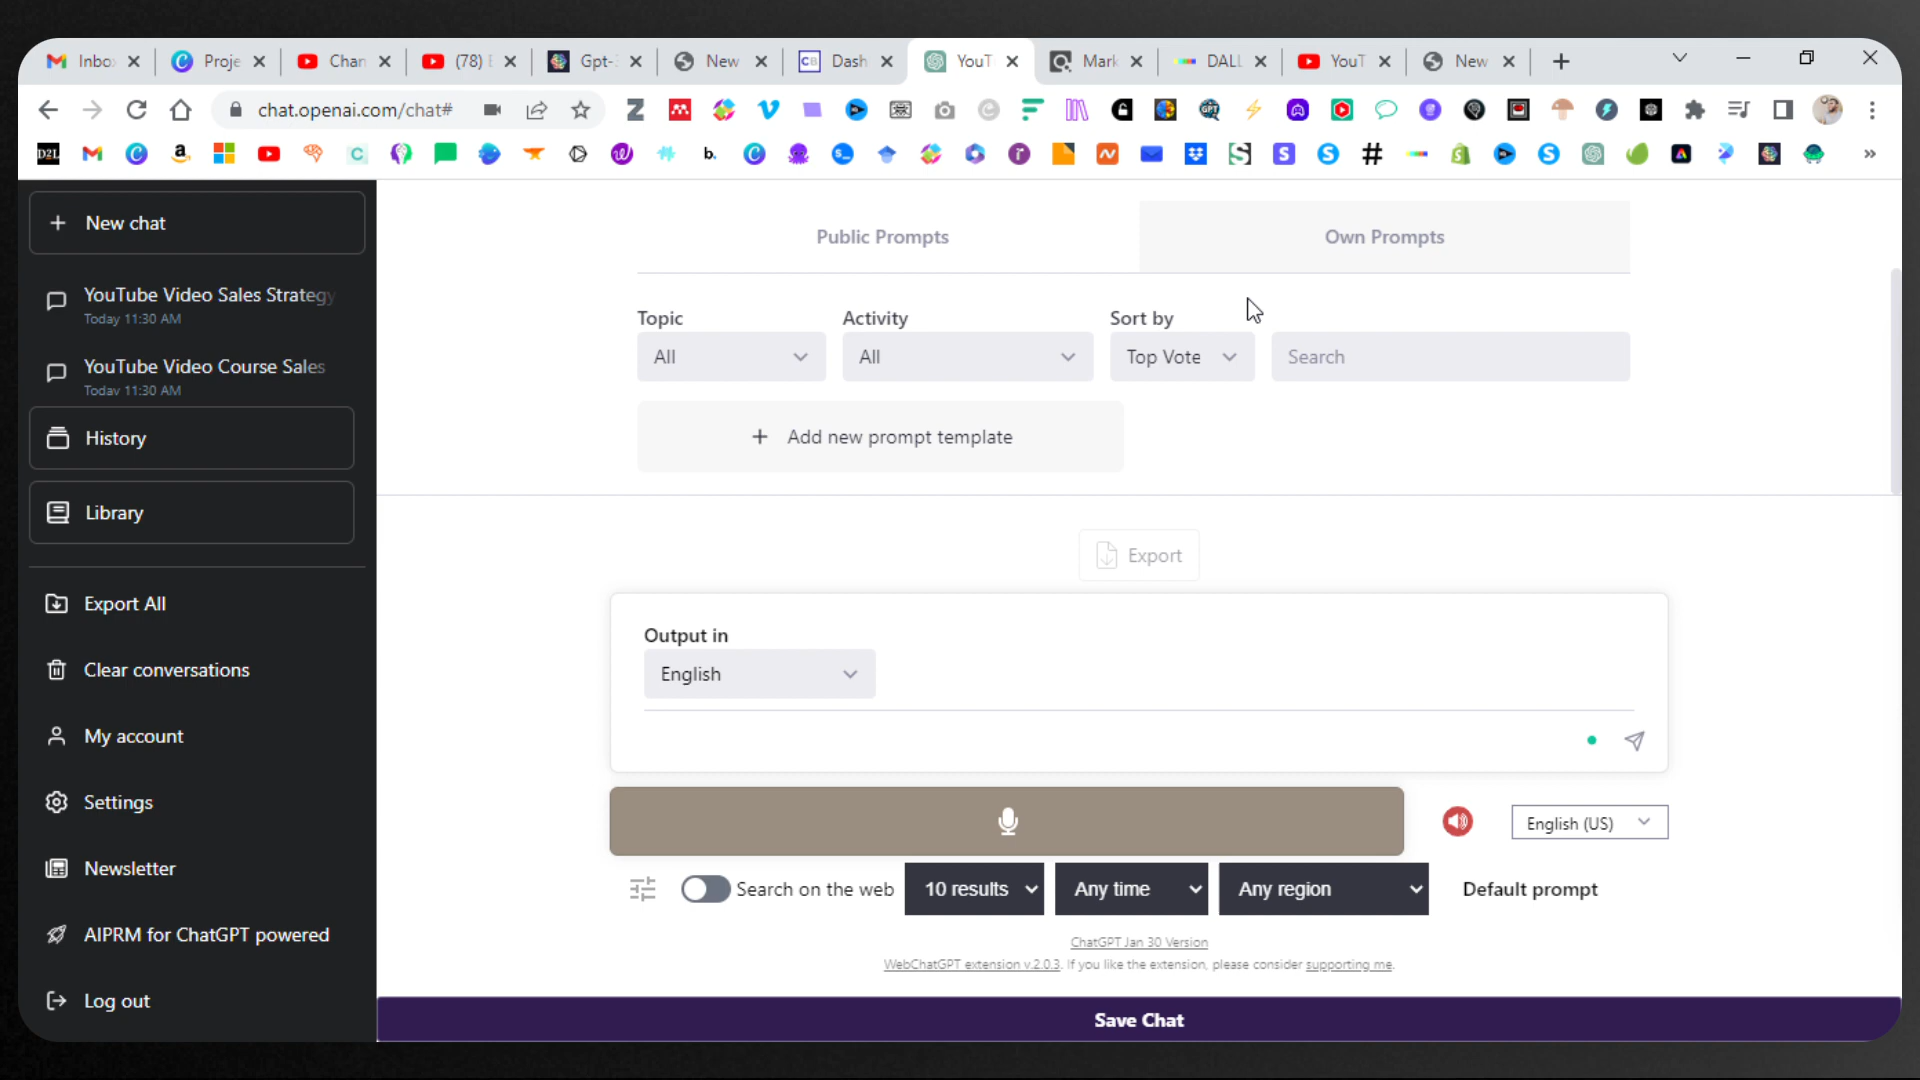 Inbo
Proje
Chan
(78)
Gpt-
New
Dash
YouT
Mark
DALL
YouT
New
chat.openai.com/chat#
New chat
YouTube Video Sales Strategy
Today 11:30 AM
YouTube Video Course Sales
Today 11:30 AM
History
Library
Export All
Clear conversations
My account
Settings
Newsletter
AIPRM for ChatGPT powered
Log out
Public Prompts
Own Prompts
Topic
Activity
Sort by
All
All
Top Vote
Search
+ Add new prompt template
Export
Output in
English
English (US)
Search on the web
10 results
Any time
Any region
Default prompt
ChatGPT Jan 30 Version
WebChatGPT extension v.2.0.3. If you like the extension, please consider supporting me.
Save Chat